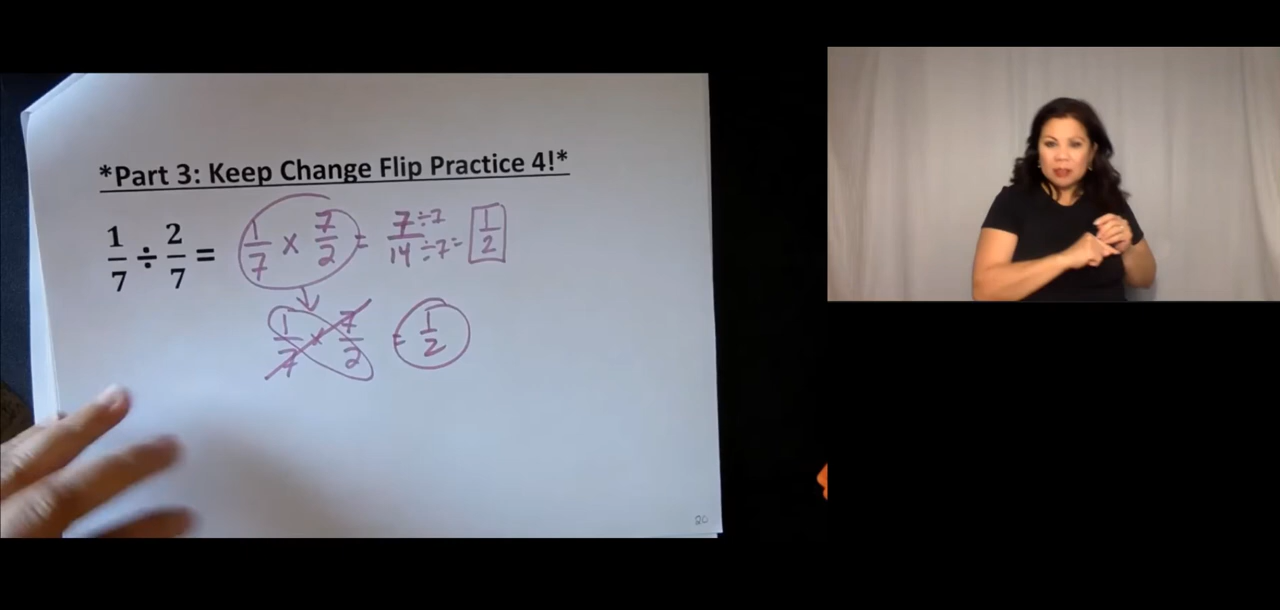 *Part 3: Keep Change Flip Practice 4!*
1/7 ÷ 2/7 = 1/7 × 7/2 = 7÷7/14÷7 = 1/2
1/7 × 7/2 = 1/2
20